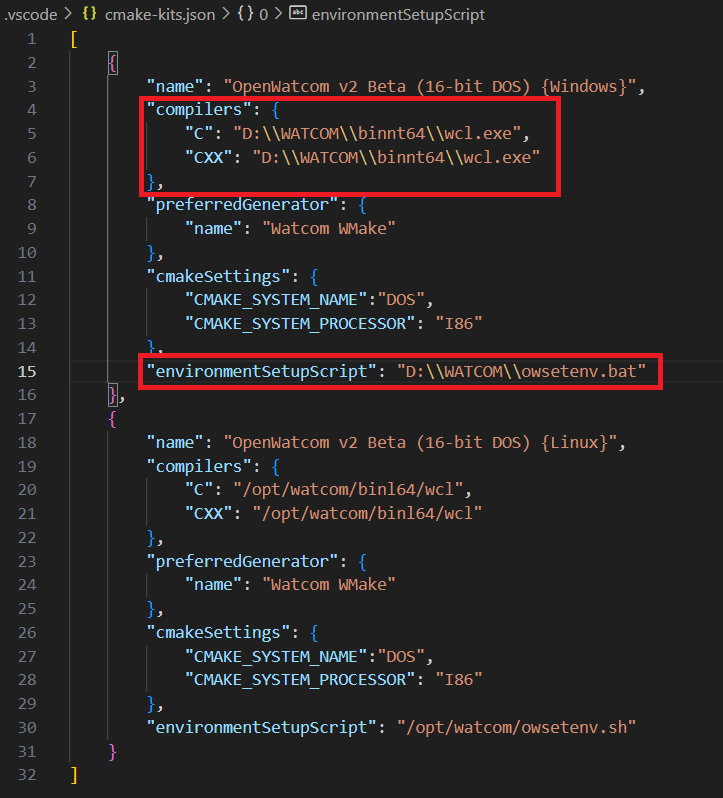 .vscode > {} cmake-kits.json > {} 0 > abc environmentSetupScript
1 [
2 {
3 "name": "OpenWatcom v2 Beta (16-bit DOS) {Windows}",
4 "compilers": {
5 "C": "D:\\WATCOM\\binnt64\\wcl.exe",
6 "CXX": "D:\\WATCOM\\binnt64\\wcl.exe"
7 },
8 "preferredGenerator": {
9 "name": "Watcom WMake"
10 },
11 "cmakeSettings": {
12 "CMAKE_SYSTEM_NAME":"DOS",
13 "CMAKE_SYSTEM_PROCESSOR": "I86"
14 },
15 "environmentSetupScript": "D:\\WATCOM\\owsetenv.bat"
16 },
17 {
18 "name": "OpenWatcom v2 Beta (16-bit DOS) {Linux}",
19 "compilers": {
20 "C": "/opt/watcom/binl64/wcl",
21 "CXX": "/opt/watcom/binl64/wcl"
22 },
23 "preferredGenerator": {
24 "name": "Watcom WMake"
25 },
26 "cmakeSettings": {
27 "CMAKE_SYSTEM_NAME":"DOS",
28 "CMAKE_SYSTEM_PROCESSOR": "I86"
29 },
30 "environmentSetupScript": "/opt/watcom/owsetenv.sh"
31 }
32 ]